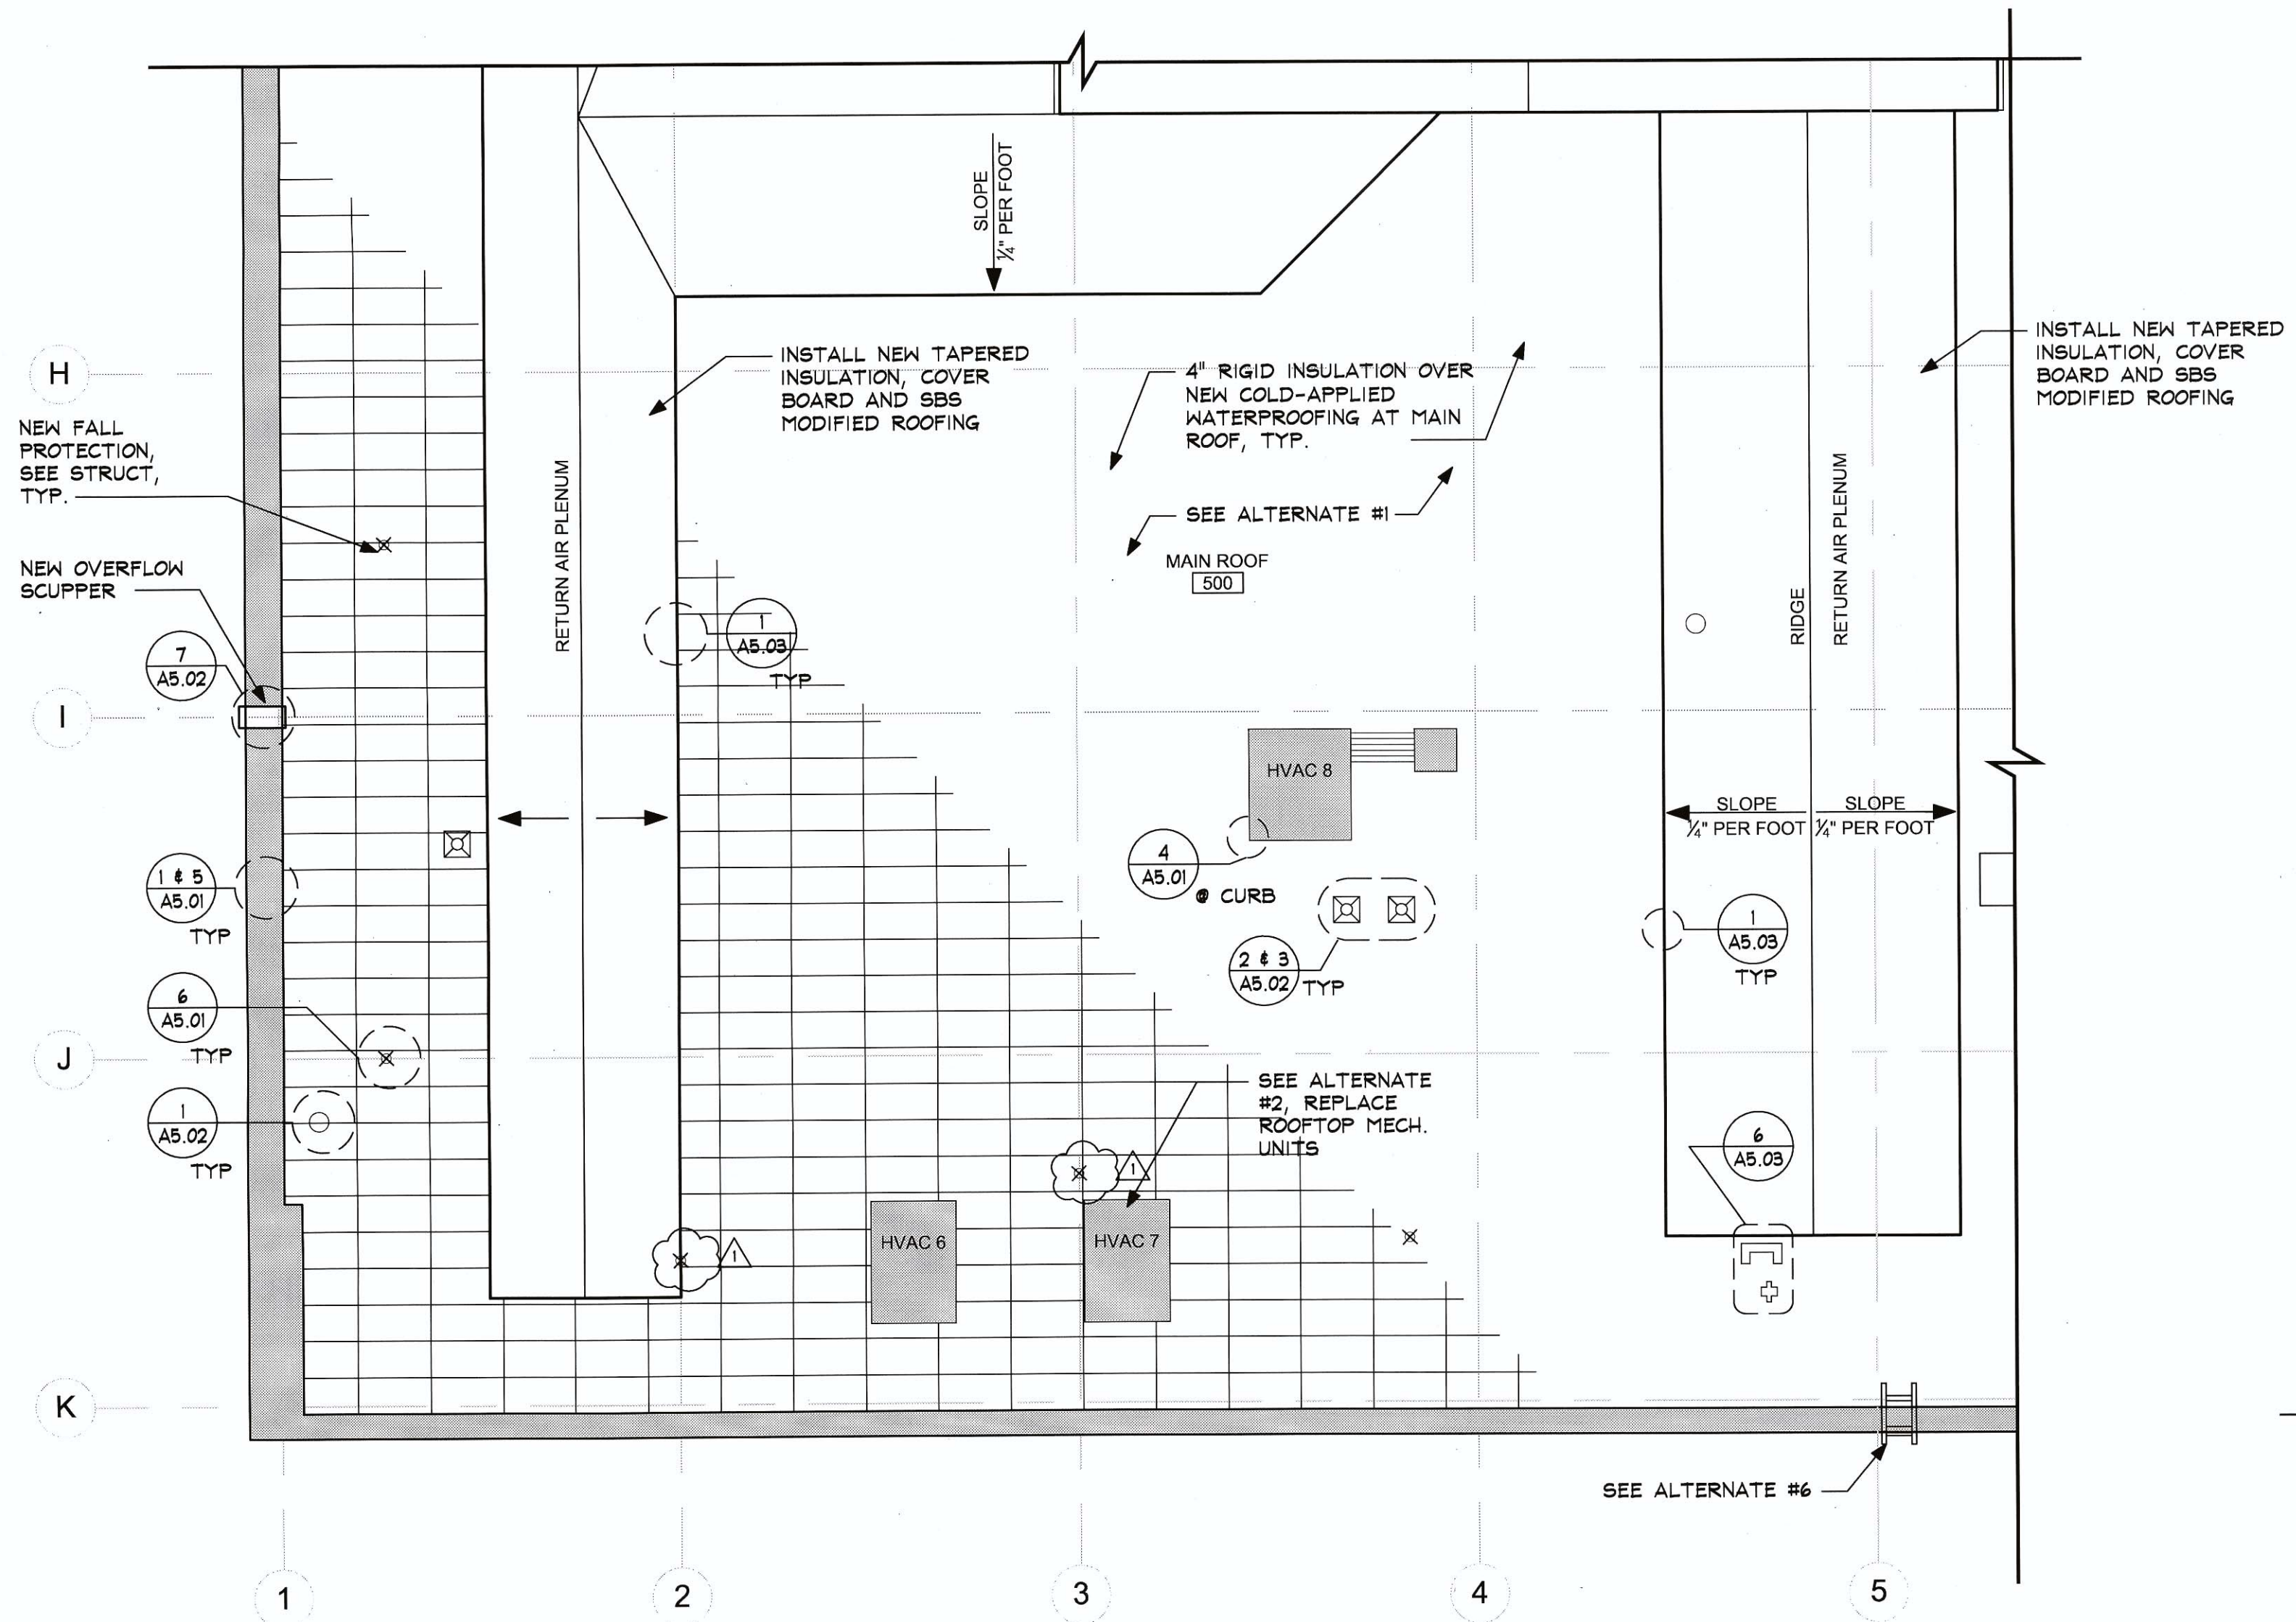 SLOPE
¼" PER FOOT
H
INSTALL NEW TAPERED
INSULATION, COVER
BOARD AND SBS
MODIFIED ROOFING
4" RIGID INSULATION OVER
NEW COLD-APPLIED
WATERPROOFING AT MAIN
ROOF, TYP.
INSTALL NEW TAPERED
INSULATION, COVER
BOARD AND SBS
MODIFIED ROOFING
NEW FALL
PROTECTION,
SEE STRUCT,
TYP.
RETURN AIR PLENUM
SEE ALTERNATE #1
MAIN ROOF
500
RIDGE
RETURN AIR PLENUM
NEW OVERFLOW
SCUPPER
7
A5.02
1
A5.03
TYP
I
HVAC 8
SLOPE
¼" PER FOOT
SLOPE
¼" PER FOOT
4
A5.01
@ CURB
1 & 5
A5.01
TYP
2 & 3
A5.02
TYP
1
A5.03
TYP
6
A5.01
TYP
J
1
A5.02
TYP
SEE ALTERNATE
#2, REPLACE
ROOFTOP MECH.
UNITS
6
A5.03
1
1
HVAC 6
HVAC 7
K
SEE ALTERNATE #6
1
2
3
4
5